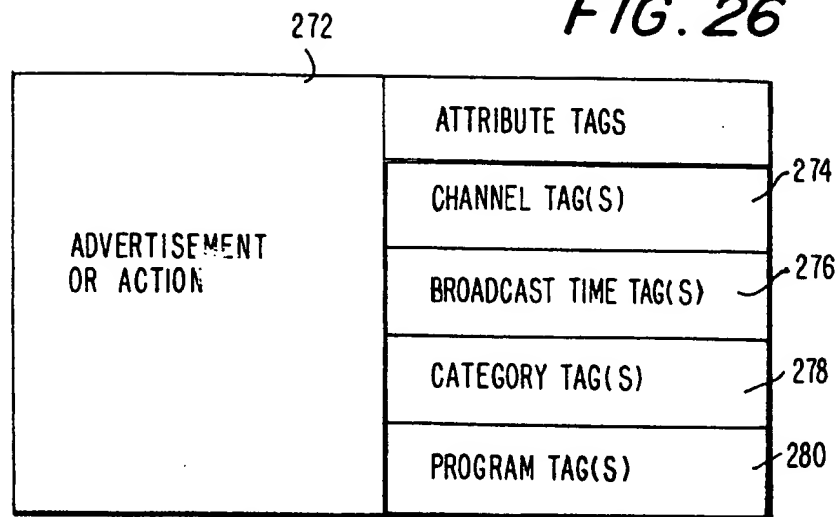 FIG. 26
272
ADVERTISEMENT
OR ACTION
ATTRIBUTE TAGS
CHANNEL TAG(S)
274
BROADCAST TIME TAG(S)
276
CATEGORY TAG(S)
278
PROGRAM TAG(S)
280